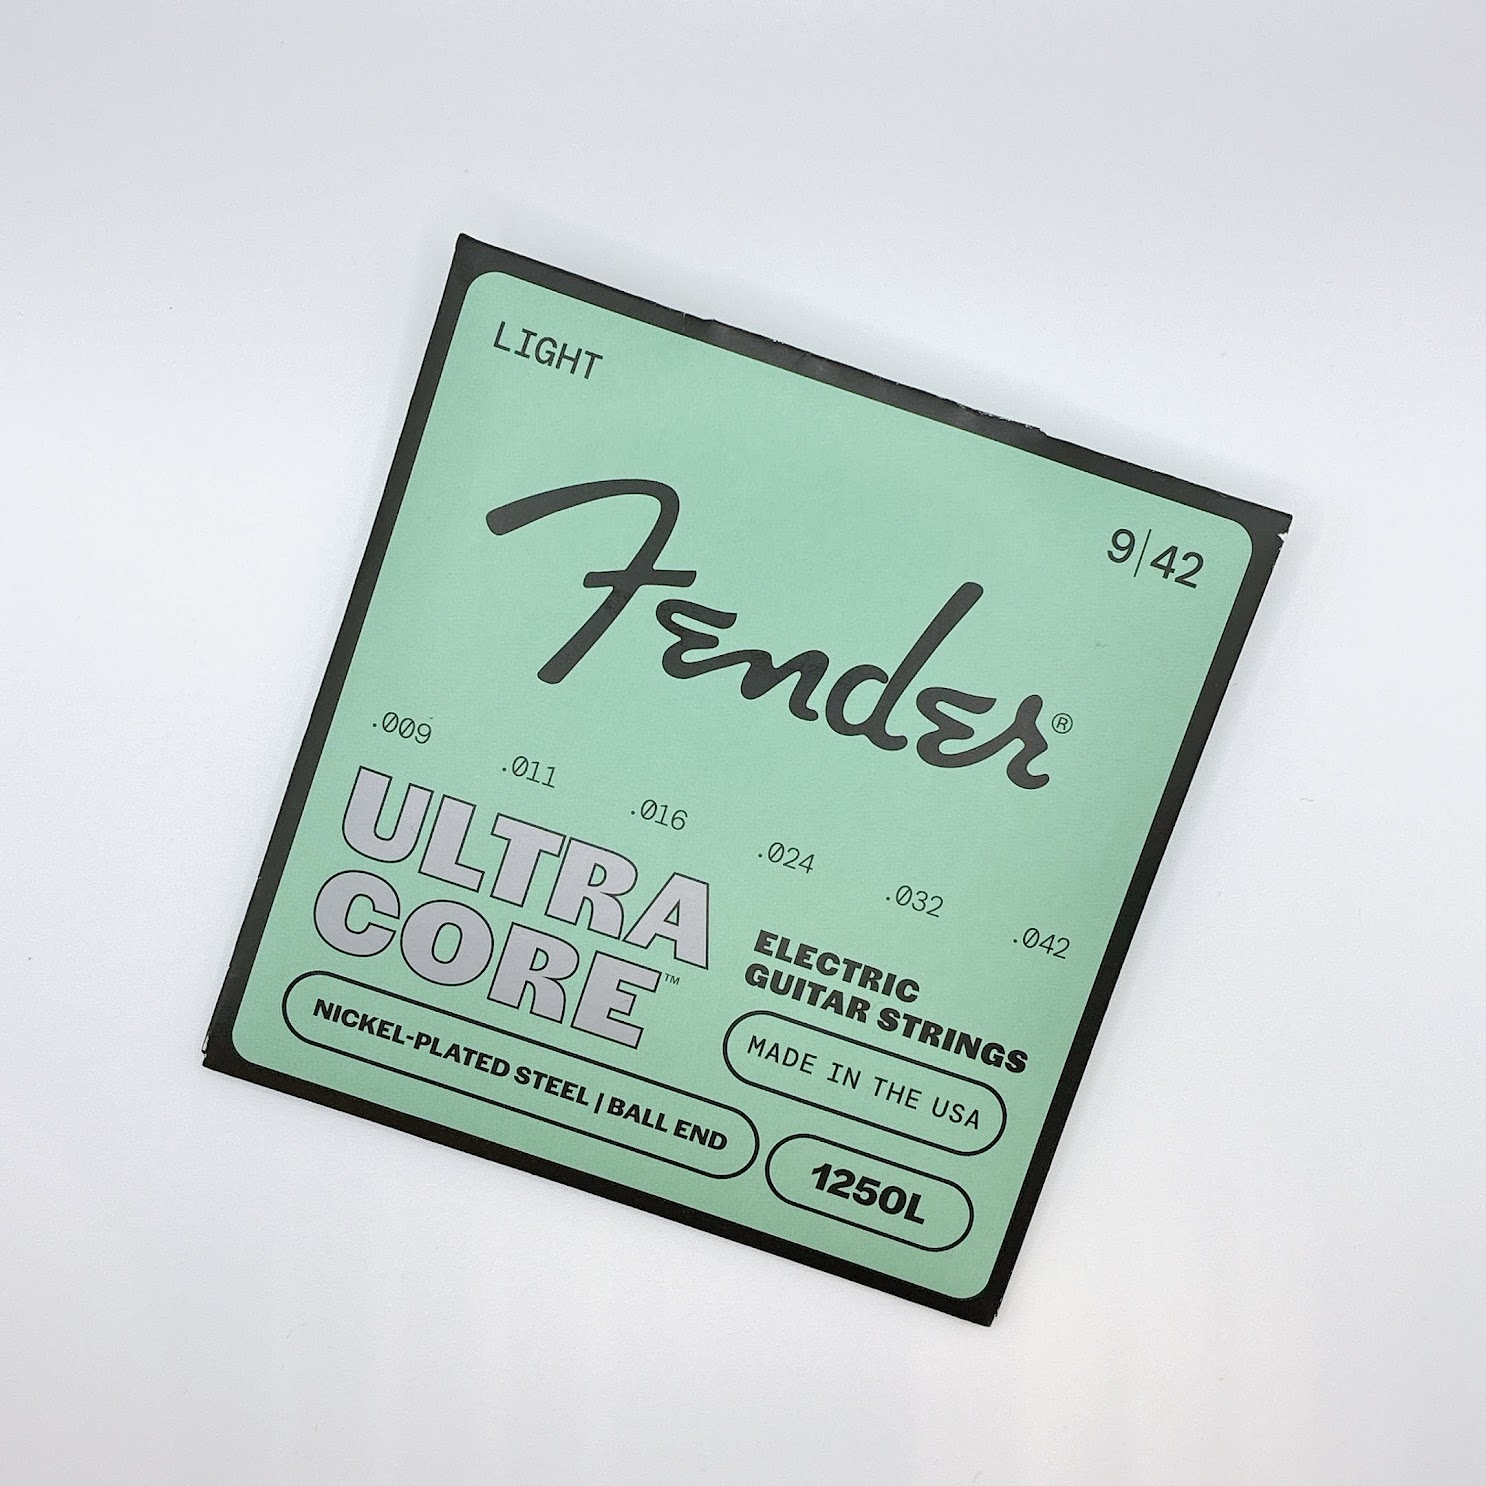 LIGHT
9|42
Fender®
.009 .011 .016 .024 .032 .042
ULTRA
CORE™
NICKEL-PLATED STEEL | BALL END
ELECTRIC
GUITAR STRINGS
MADE IN THE USA
1250L